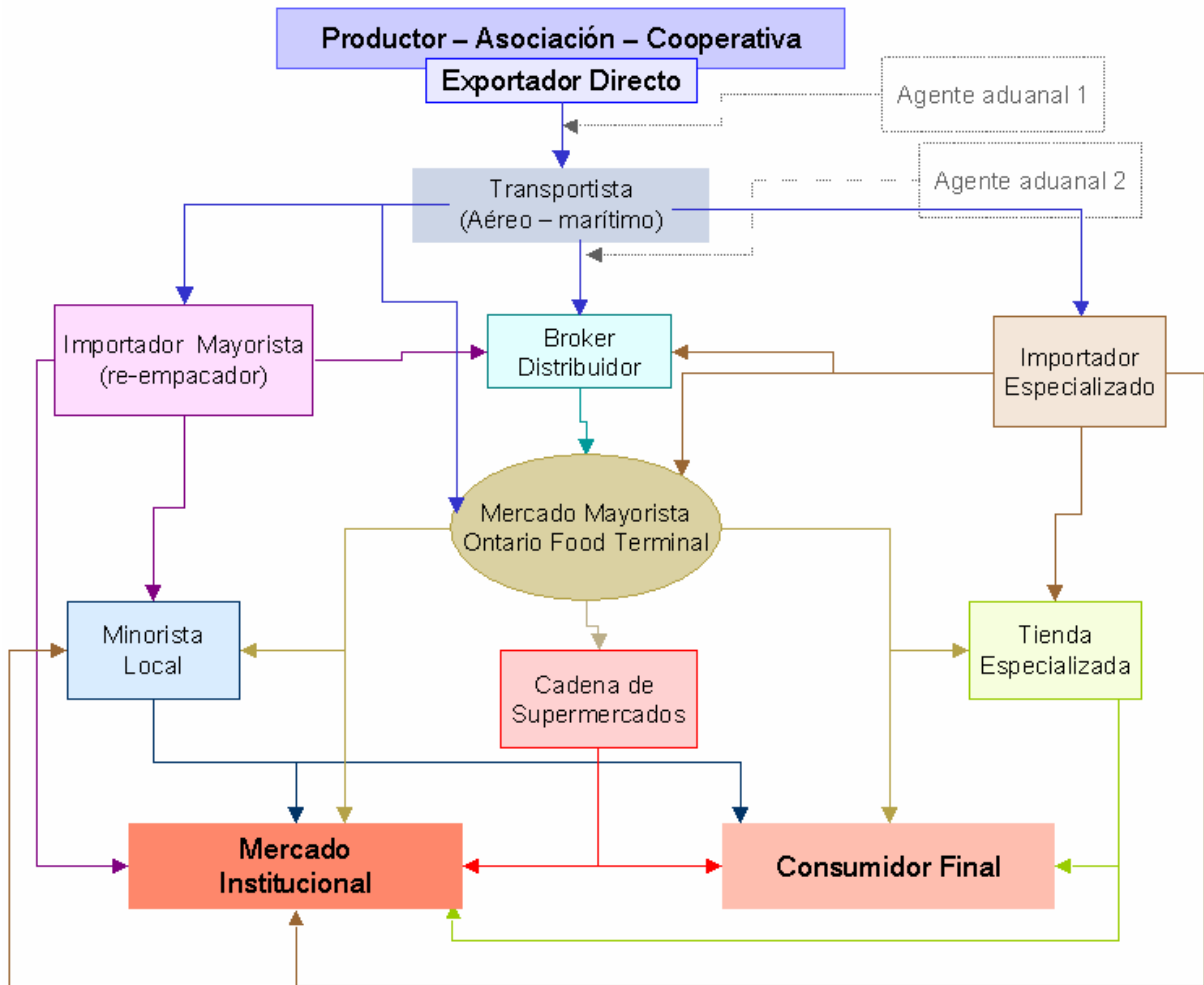 Productor – Asociación – Cooperativa
Exportador Directo
Agente aduanal 1
Transportista
(Aéreo – marítimo)
Agente aduanal 2
Importador Mayorista
(re-empacador)
Broker
Distribuidor
Importador
Especializado
Mercado Mayorista
Ontario Food Terminal
Minorista
Local
Cadena de
Supermercados
Tienda
Especializada
Mercado
Institucional
Consumidor Final